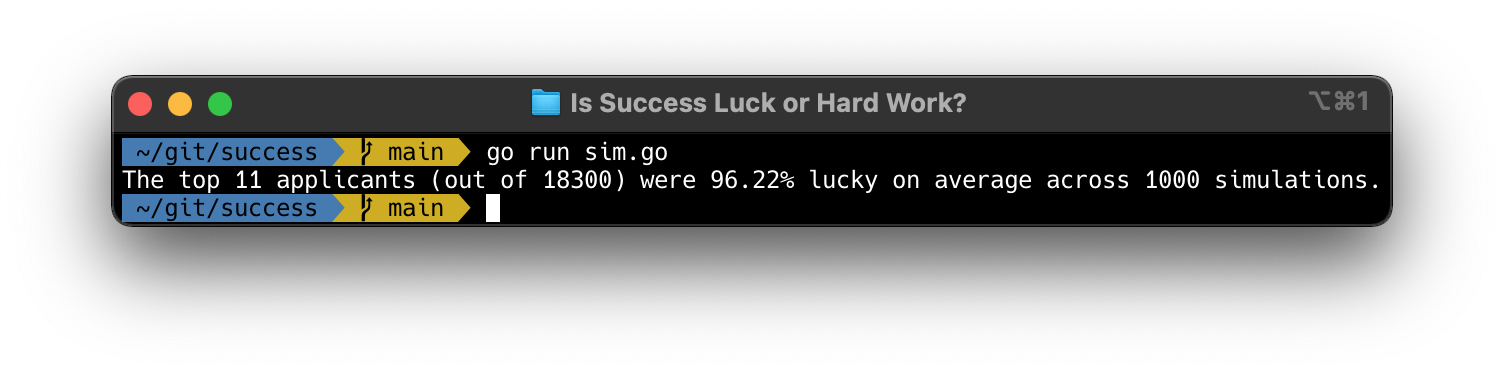 Is Success Luck or Hard Work?
⌥⌘1
~/git/success main go run sim.go
The top 11 applicants (out of 18300) were 96.22% lucky on average across 1000 simulations.
~/git/success main